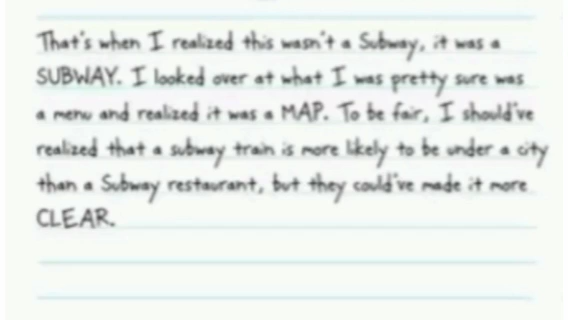 That's when I realized this wasn't a Subway, it was a
SUBWAY. I looked over at what I was pretty sure was
a menu and realized it was a MAP. To be fair, I should've
realized that a subway train is more likely to be under a city
than a Subway restaurant, but they could've made it more
CLEAR.